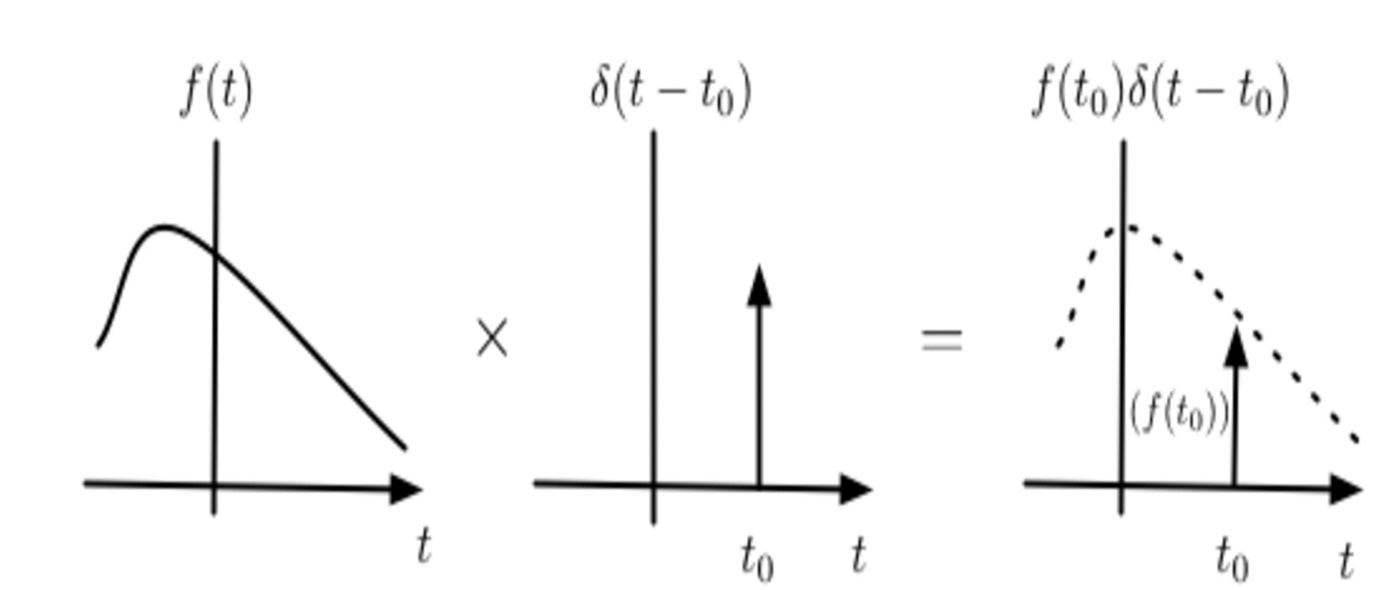 f(t) δ(t − t₀) f(t₀)δ(t − t₀)
× = (f(t₀))
t t₀ t t₀ t